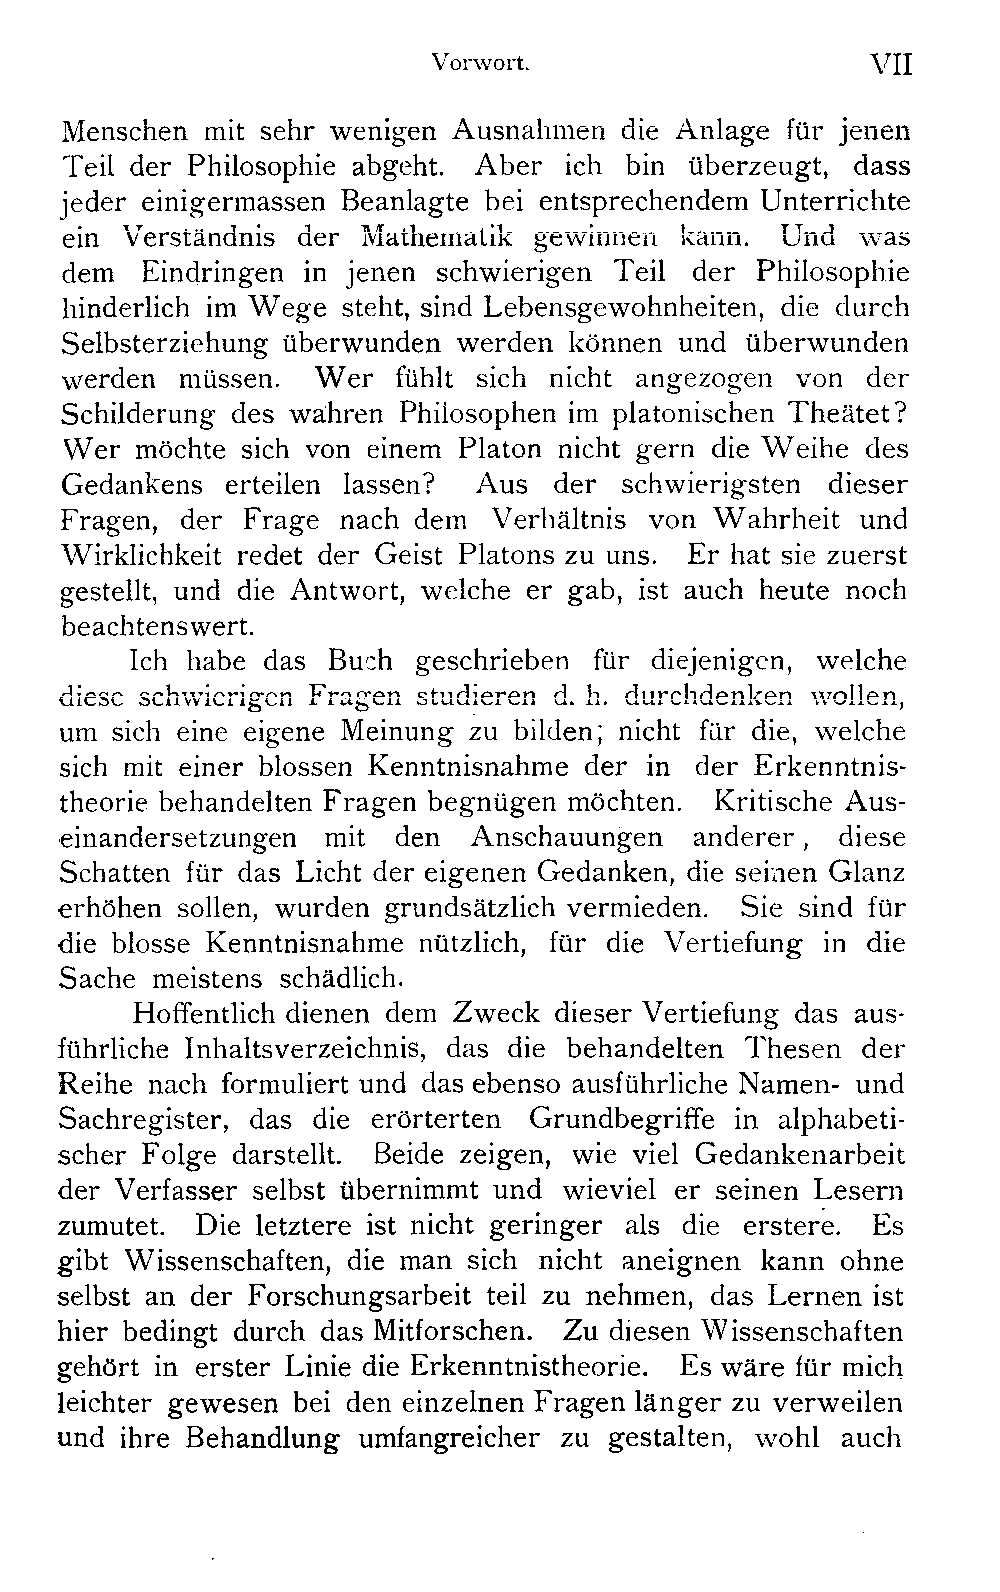 Vorwort. VII
Menschen mit sehr wenigen Ausnahmen die Anlage für jenen
Teil der Philosophie abgeht. Aber ich bin überzeugt, dass
jeder einigermassen Beanlagte bei entsprechendem Unterrichte
ein Verständnis der Mathematik gewinnen kann. Und was
dem Eindringen in jenen schwierigen Teil der Philosophie
hinderlich im Wege steht, sind Lebensgewohnheiten, die durch
Selbsterziehung überwunden werden können und überwunden
werden müssen. Wer fühlt sich nicht angezogen von der
Schilderung des wahren Philosophen im platonischen Theätet?
Wer möchte sich von einem Platon nicht gern die Weihe des
Gedankens erteilen lassen? Aus der schwierigsten dieser
Fragen, der Frage nach dem Verhältnis von Wahrheit und
Wirklichkeit redet der Geist Platons zu uns. Er hat sie zuerst
gestellt, und die Antwort, welche er gab, ist auch heute noch
beachtenswert.
Ich habe das Buch geschrieben für diejenigen, welche
diese schwierigen Fragen studieren d. h. durchdenken wollen,
um sich eine eigene Meinung zu bilden; nicht für die, welche
sich mit einer blossen Kenntnisnahme der in der Erkenntnis-
theorie behandelten Fragen begnügen möchten. Kritische Aus-
einandersetzungen mit den Anschauungen anderer, diese
Schatten für das Licht der eigenen Gedanken, die seinen Glanz
erhöhen sollen, wurden grundsätzlich vermieden. Sie sind für
die blosse Kenntnisnahme nützlich, für die Vertiefung in die
Sache meistens schädlich.
Hoffentlich dienen dem Zweck dieser Vertiefung das aus-
führliche Inhaltsverzeichnis, das die behandelten Thesen der
Reihe nach formuliert und das ebenso ausführliche Namen- und
Sachregister, das die erörterten Grundbegriffe in alphabeti-
scher Folge darstellt. Beide zeigen, wie viel Gedankenarbeit
der Verfasser selbst übernimmt und wieviel er seinen Lesern
zumutet. Die letztere ist nicht geringer als die erstere. Es
gibt Wissenschaften, die man sich nicht aneignen kann ohne
selbst an der Forschungsarbeit teil zu nehmen, das Lernen ist
hier bedingt durch das Mitforschen. Zu diesen Wissenschaften
gehört in erster Linie die Erkenntnistheorie. Es wäre für mich
leichter gewesen bei den einzelnen Fragen länger zu verweilen
und ihre Behandlung umfangreicher zu gestalten, wohl auch